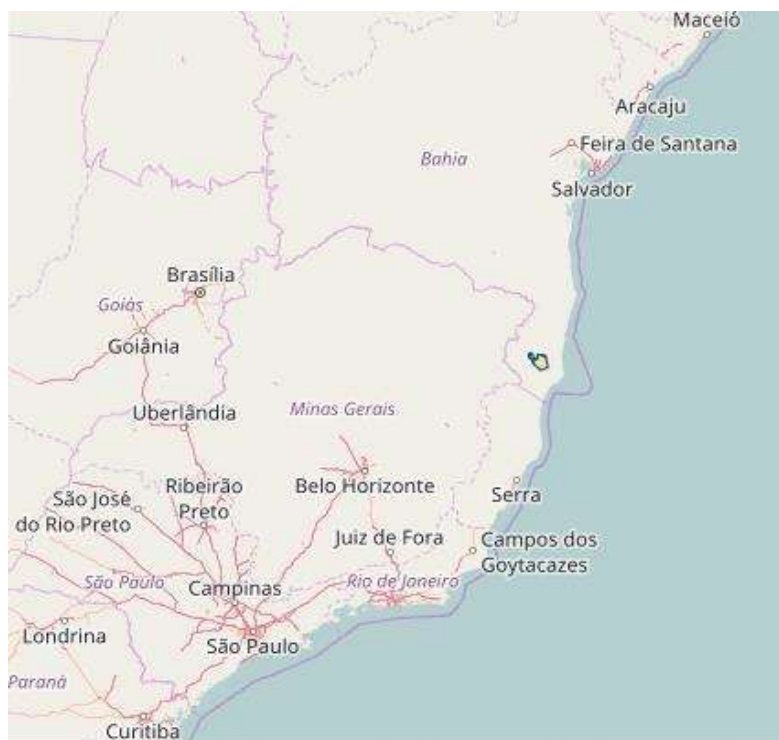 Maceió
Aracaju
Feira de Santana
Bahia
Salvador
Brasília
Goiás
Goiânia
Uberlândia
Minas Gerais
Belo Horizonte
Ribeirão
Preto
São José
do Rio Preto
Serra
Juiz de Fora
Campos dos
Goytacazes
São Paulo
Campinas
Rio de Janeiro
Londrina
São Paulo
Paraná
Curitiba